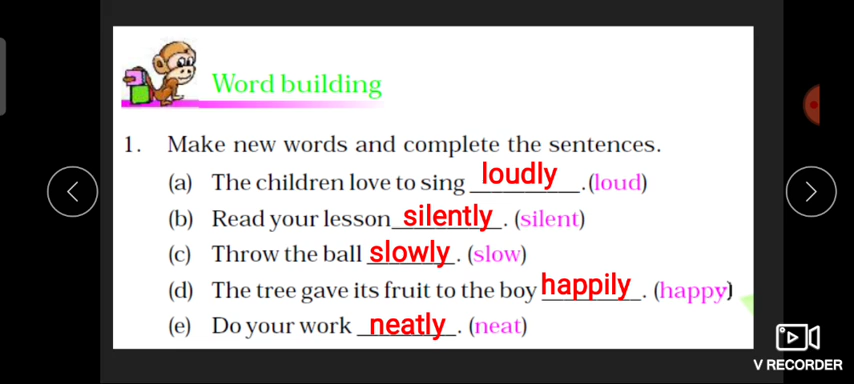 Word building
1. Make new words and complete the sentences.
(a) The children love to sing loudly.(loud)
(b) Read your lesson silently. (silent)
(c) Throw the ball slowly. (slow)
(d) The tree gave its fruit to the boy happily. (happy)
(e) Do your work neatly. (neat)
V RECORDER